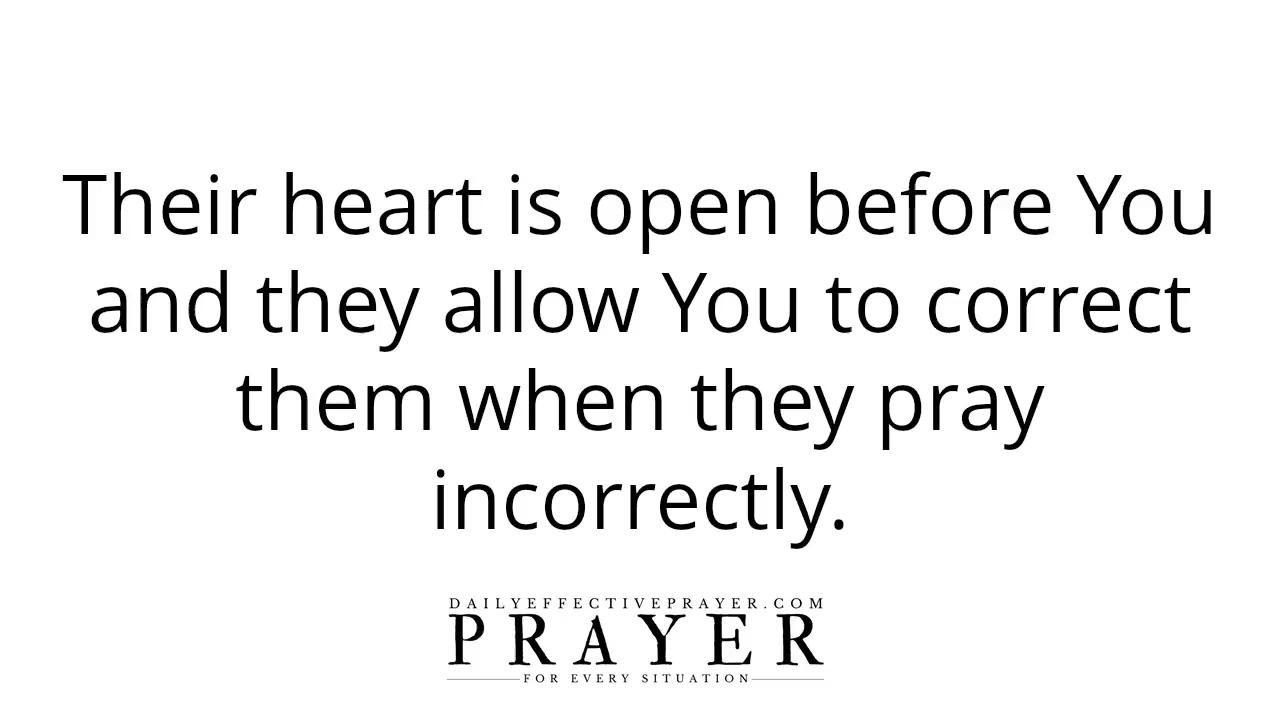 Their heart is open before You
and they allow You to correct
them when they pray
incorrectly.
DAILYEFFECTIVEPRAYER.COM
PRAYER
FOR EVERY SITUATION